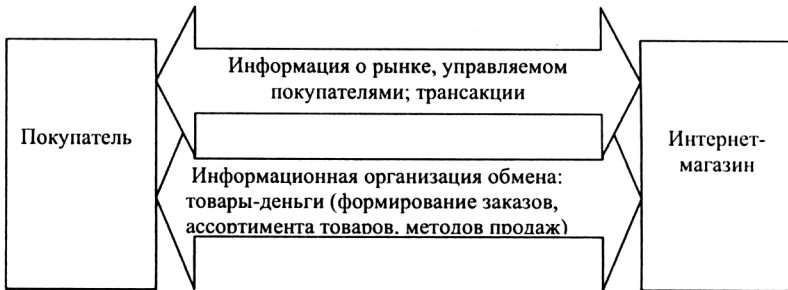 Информация о рынке, управляемом
покупателями; трансакции
Покупатель
Интернет-
магазин
Информационная организация обмена:
товары-деньги (формирование заказов,
ассортимента товаров, методов продаж)